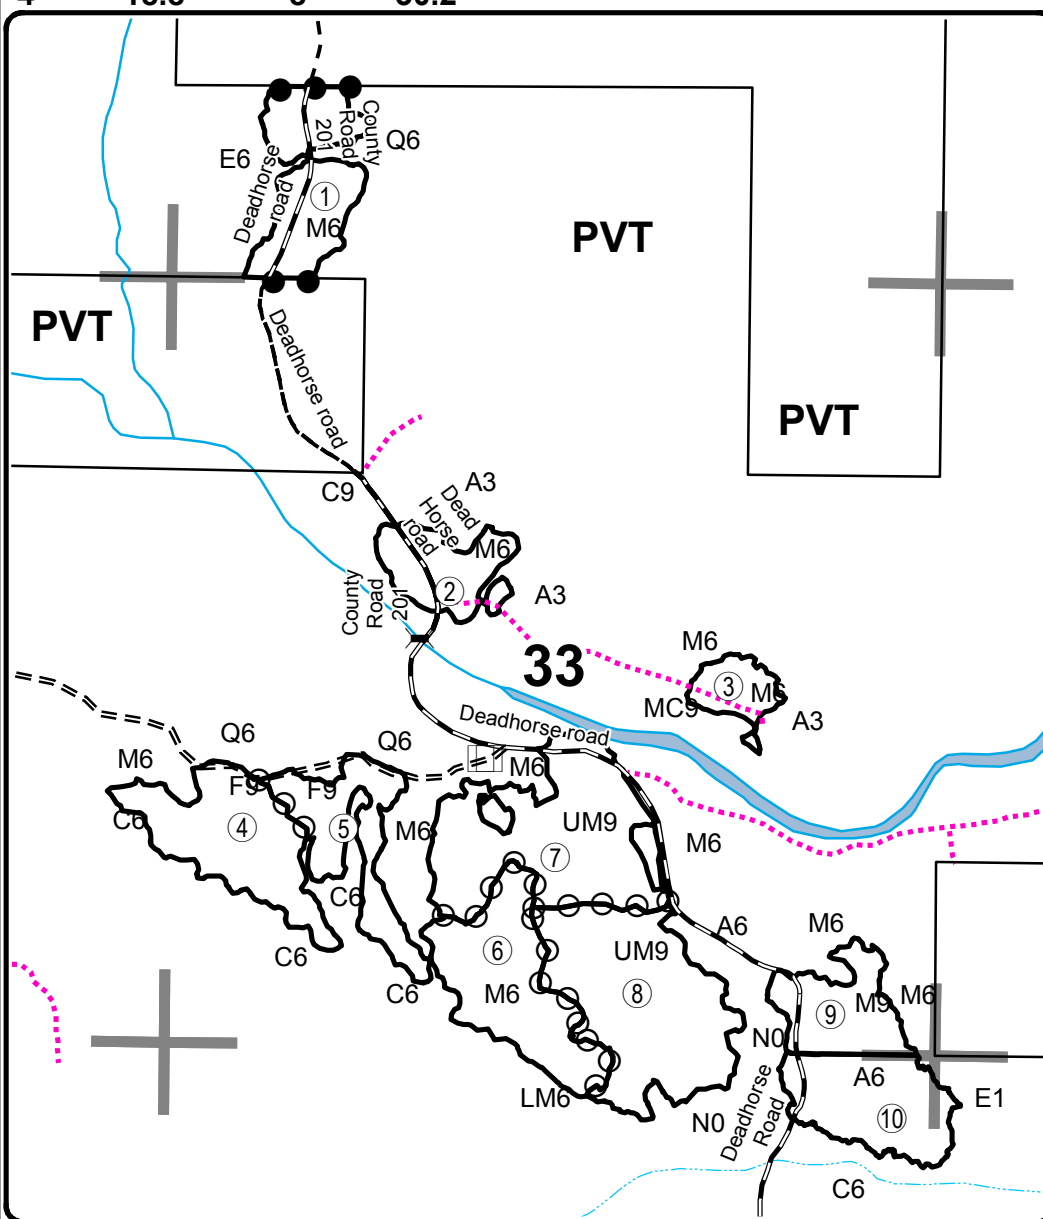 County
Road
201
Q6
E6
Deadhorse
road
1
M6
PVT
PVT
Deadhorse road
PVT
C9
A3
Dead
Horse
road
M6
County
Road
201
2
A3
33
M6
3
M6
MC9
A3
Deadhorse road
Q6
Q6
M6
M6
F9
F9
C6
4
5
M6
UM9
M6
7
C6
A6
M6
C6
6
UM9
C6
M6
8
M9
M6
9
N0
A6
LM6
Deadhorse
Road
E1
N0
10
C6